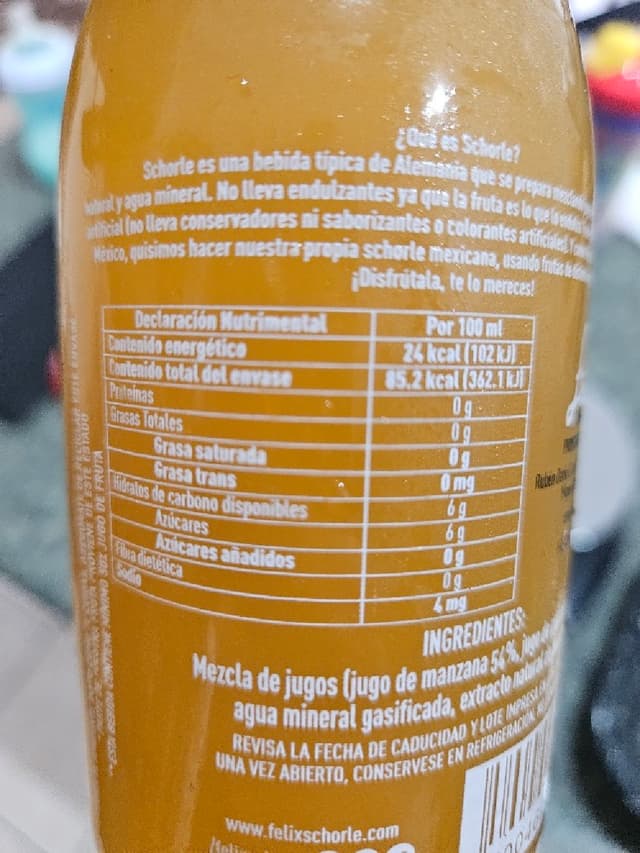 ¿Qué es Schorle?
Schorle es una bebida típica de Alemania que se prepara
y agua mineral. No lleva endulzantes ya que la fruta es lo que lo
(no lleva conservadores ni saborizantes o colorantes artificiales).
México, quisimos hacer nuestra propia schorle mexicana, usando frutas de
¡Disfrútala, te lo mereces!
Declaración Nutrimental Por 100 ml
Contenido energético 24 kcal (102 kJ)
Contenido total del envase 85.2 kcal (362.1 kJ)
Proteínas 0 g
Grasas Totales 0 g
Grasa saturada 0 g
Grasa trans 0 mg
Hidratos de carbono disponibles 6 g
Azúcares 6 g
Azúcares añadidos 0 g
Fibra dietética 0 g
Sodio 4 mg
INGREDIENTES:
Mezcla de jugos (jugo de manzana 54%,
agua mineral gasificada, extracto natural
REVISA LA FECHA DE CADUCIDAD Y LOTE IMPRESA
UNA VEZ ABIERTO, CONSERVESE EN REFRIGERACIÓN,
www.felixschorle.com